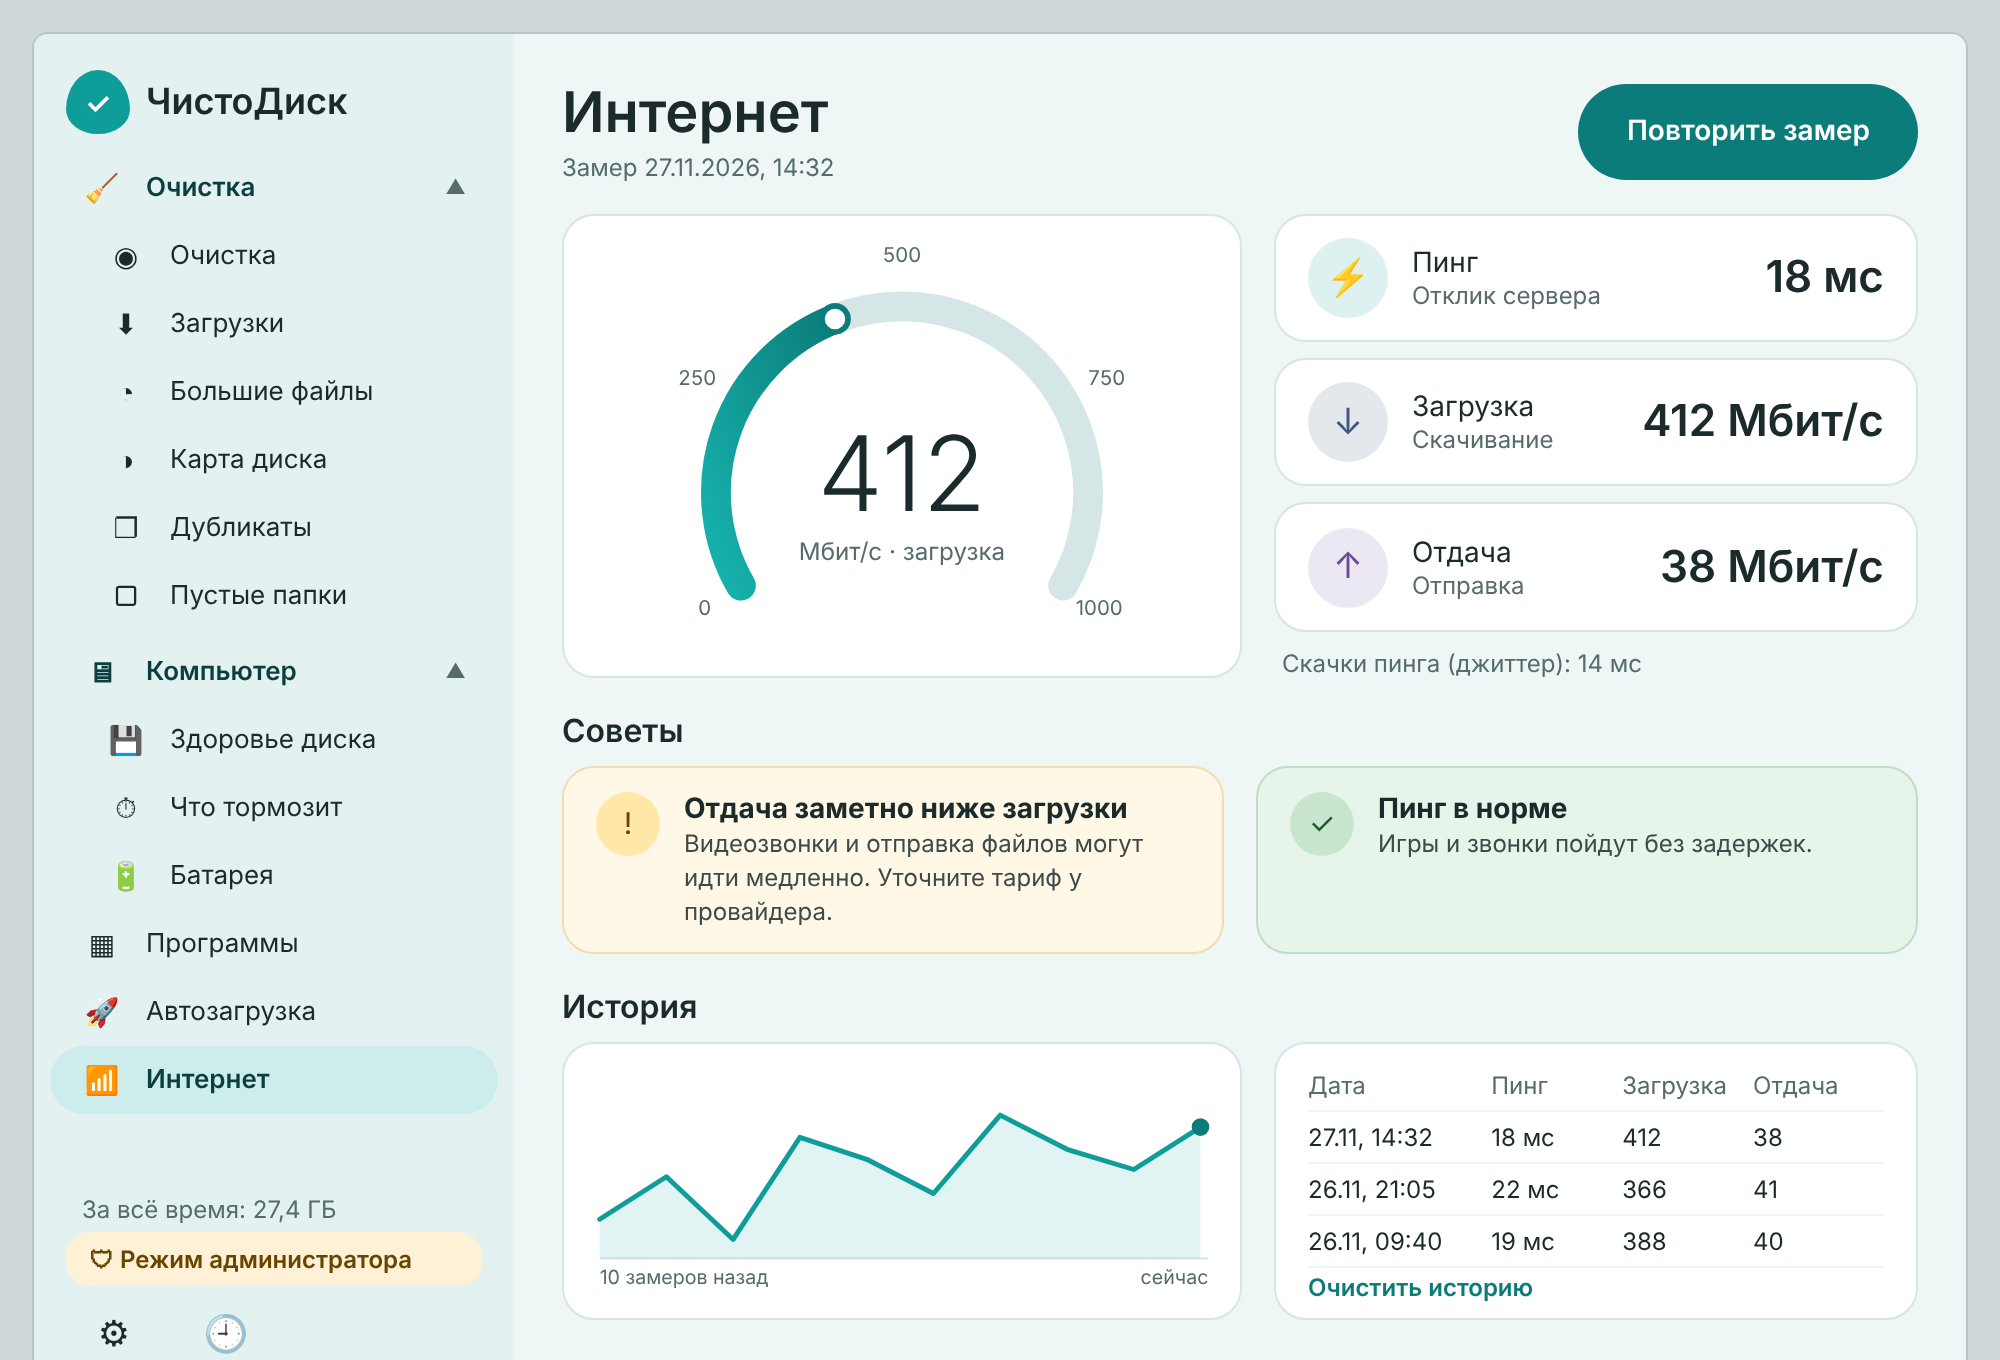 ЧистоДиск
Очистка
Очистка
Загрузки
Большие файлы
Карта диска
Дубликаты
Пустые папки
Компьютер
Здоровье диска
Что тормозит
Батарея
Программы
Автозагрузка
Интернет
За всё время: 27,4 ГБ
Режим администратора
Интернет
Замер 27.11.2026, 14:32
Повторить замер
500
250
750
412
Мбит/с · загрузка
0
1000
Пинг
Отклик сервера
18 мс
Загрузка
Скачивание
412 Мбит/с
Отдача
Отправка
38 Мбит/с
Скачки пинга (джиттер): 14 мс
Советы
!
Отдача заметно ниже загрузки
Видеозвонки и отправка файлов могут
идти медленно. Уточните тариф у
провайдера.
Пинг в норме
Игры и звонки пойдут без задержек.
История
10 замеров назад
сейчас
Дата Пинг Загрузка Отдача
27.11, 14:32 18 мс 412 38
26.11, 21:05 22 мс 366 41
26.11, 09:40 19 мс 388 40
Очистить историю